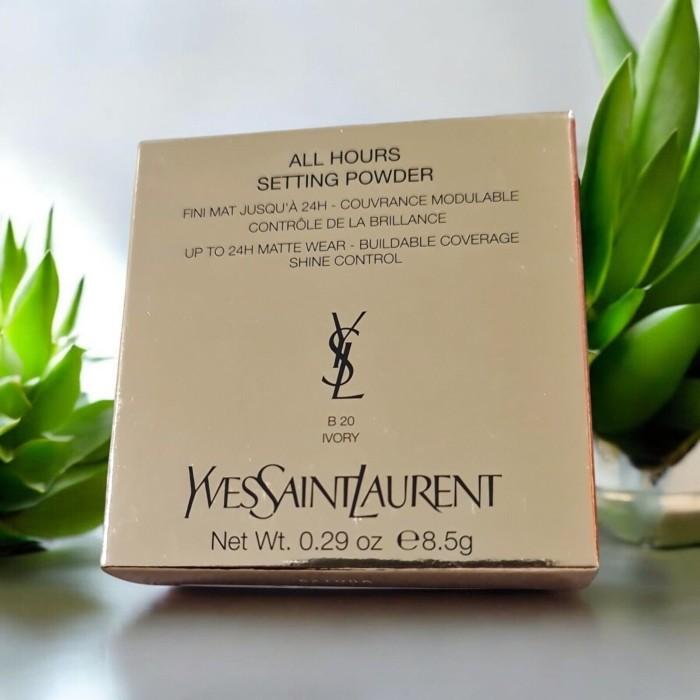 ALL HOURS
SETTING POWDER
FINI MAT JUSQU'À 24H - COUVRANCE MODULABLE
CONTRÔLE DE LA BRILLANCE
UP TO 24H MATTE WEAR - BUILDABLE COVERAGE
SHINE CONTROL
YSL
B 20
IVORY
YVESSAINTLAURENT
Net Wt. 0.29 oz ℮8.5g